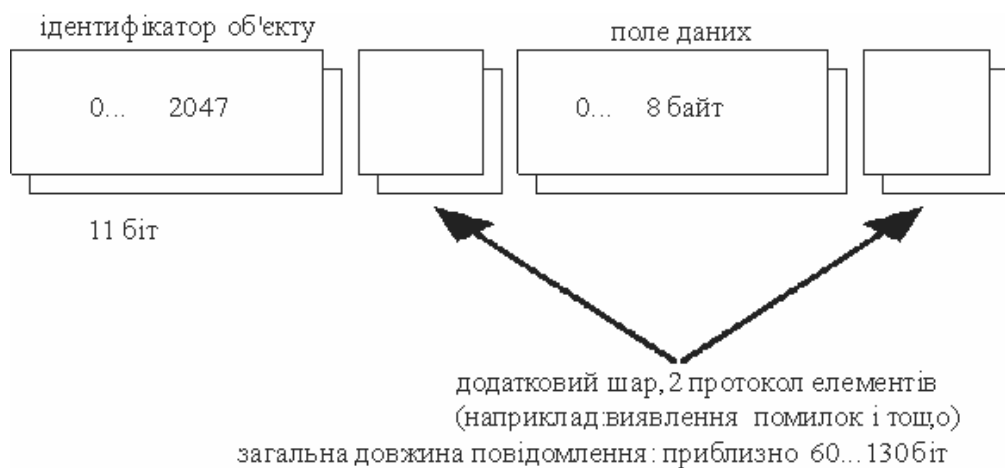 ідентифікатор об'єкту
поле даних
0... 2047
0... 8 байт
11 біт
додатковий шар, 2 протокол елементів
(наприклад:виявлення помилок і тощо)
загальна довжина повідомлення: приблизно 60...130біт